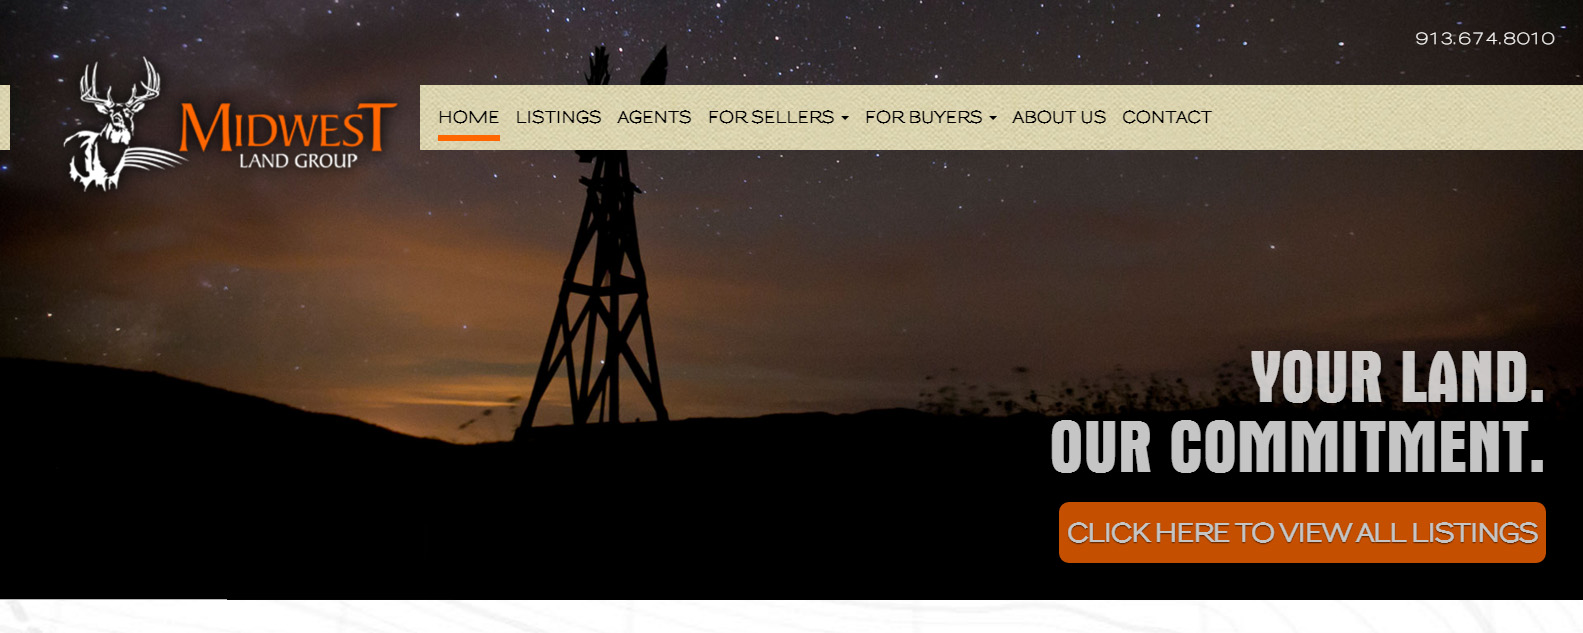 913.674.8010
MIDWEST
LAND GROUP
HOME LISTINGS AGENTS FOR SELLERS FOR BUYERS ABOUT US CONTACT
YOUR LAND.
OUR COMMITMENT.
CLICK HERE TO VIEW ALL LISTINGS